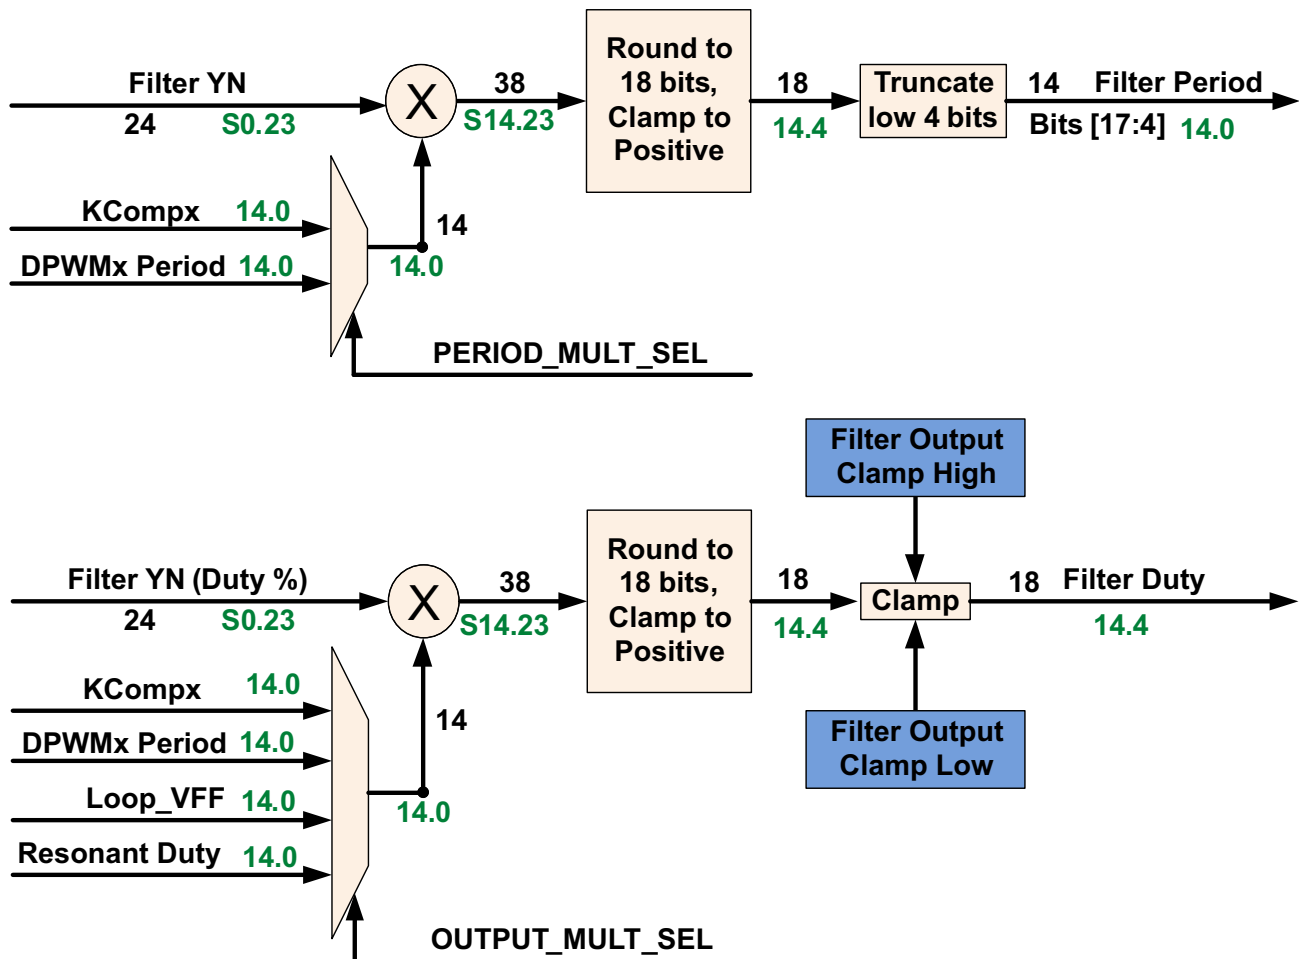 Filter YN
24 S0.23
X
38
S14.23
Round to
18 bits,
Clamp to
Positive
18
14.4
Truncate
low 4 bits
14 Filter Period
Bits [17:4] 14.0
KCompx 14.0
DPWMx Period 14.0
14
14.0
PERIOD_MULT_SEL
Filter Output
Clamp High
Filter YN (Duty %)
24 S0.23
X
38
S14.23
Round to
18 bits,
Clamp to
Positive
18
14.4
Clamp
18 Filter Duty
14.4
KCompx 14.0
DPWMx Period 14.0
Loop_VFF 14.0
Resonant Duty 14.0
14
14.0
Filter Output
Clamp Low
OUTPUT_MULT_SEL